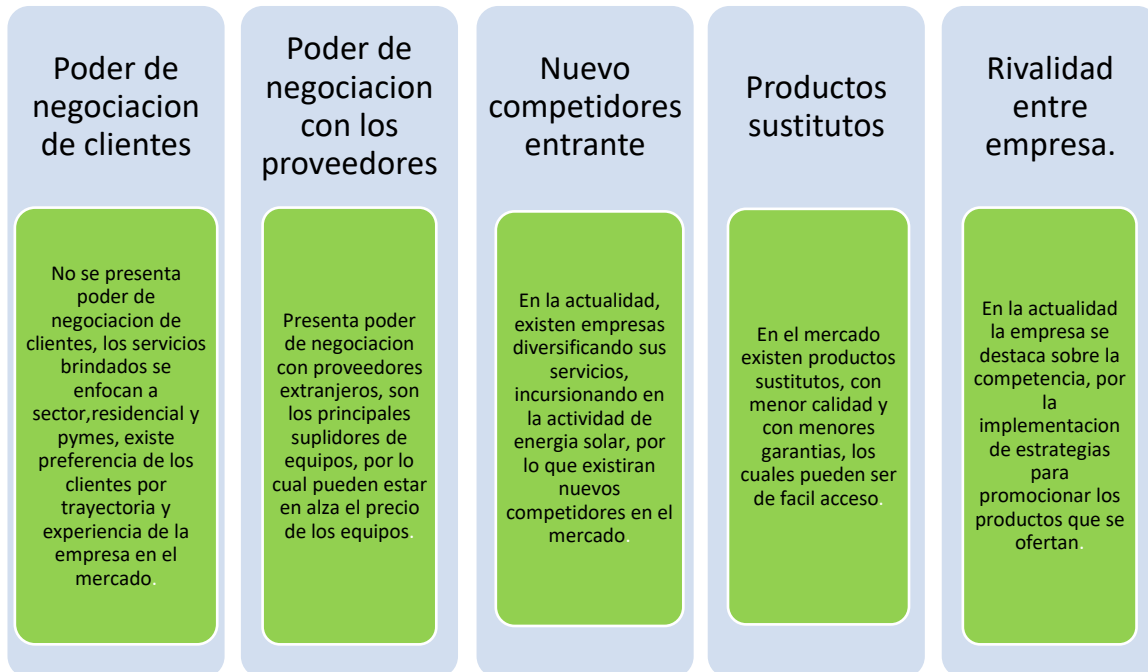 Poder de
negociacion
de clientes
No se presenta
poder de
negociacion de
clientes, los servicios
brindados se
enfocan a
sector,residencial y
pymes, existe
preferencia de los
clientes por
trayectoria y
experiencia de la
empresa en el
mercado.
Poder de
negociacion
con los
proveedores
Presenta poder
de negociacion
con proveedores
extranjeros, son
los principales
suplidores de
equipos, por lo
cual pueden estar
en alza el precio
de los equipos.
Nuevo
competidores
entrante
En la actualidad,
existen empresas
diversificando sus
servicios,
incursionando en
la actividad de
energia solar, por
lo que existiran
nuevos
competidores en el
mercado.
Productos
sustitutos
En el mercado
existen productos
sustitutos, con
menor calidad y
con menores
garantias, los
cuales pueden ser
de facil acceso.
Rivalidad
entre
empresa.
En la actualidad
la empresa se
destaca sobre la
competencia, por
la
implementacion
de estrategias
para
promocionar los
productos que se
ofertan.